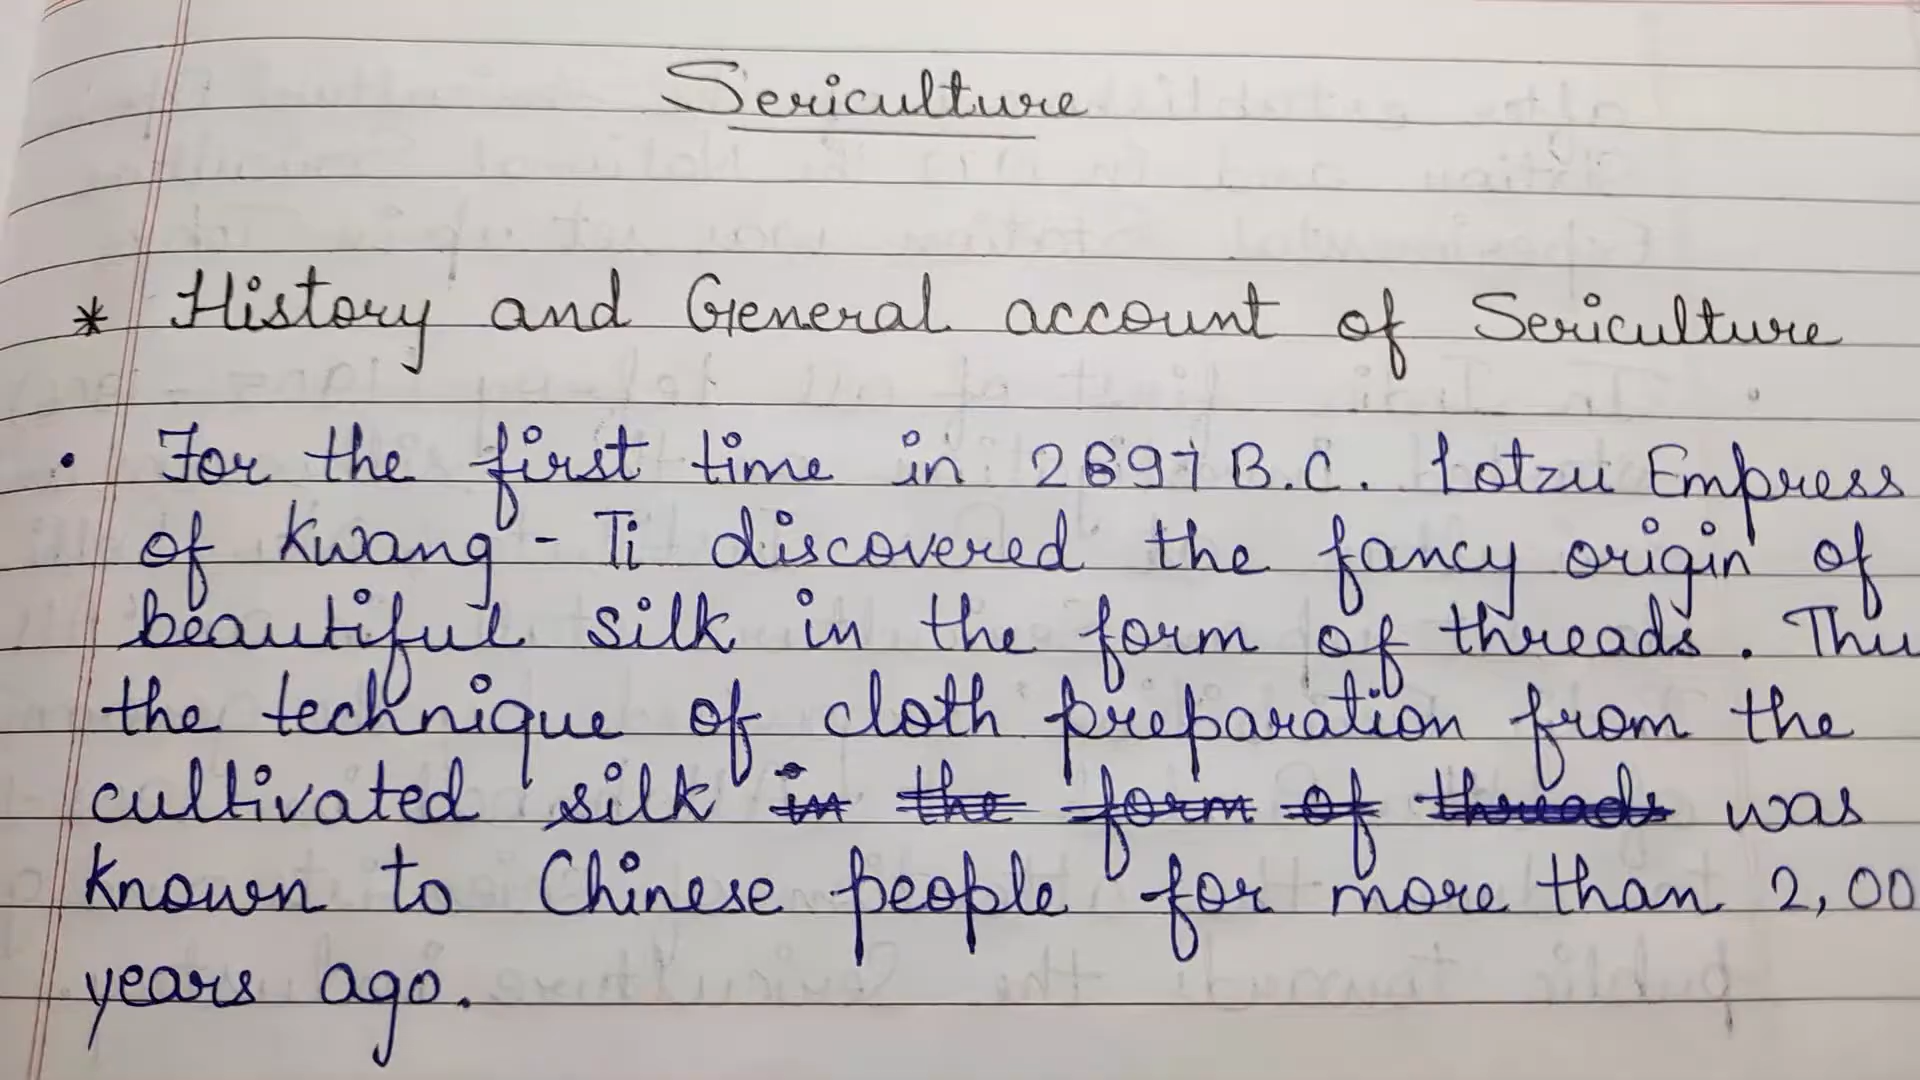 Sericulture
* History and General account of Sericulture
• For the first time in 2697 B.C. Lotzu Empress
of Kwang-Ti discovered the fancy origin of
beautiful silk in the form of threads. Thu
the technique of cloth preparation from the
cultivated silk ~~in the form of threads~~ was
known to Chinese people for more than 2,00
years ago.